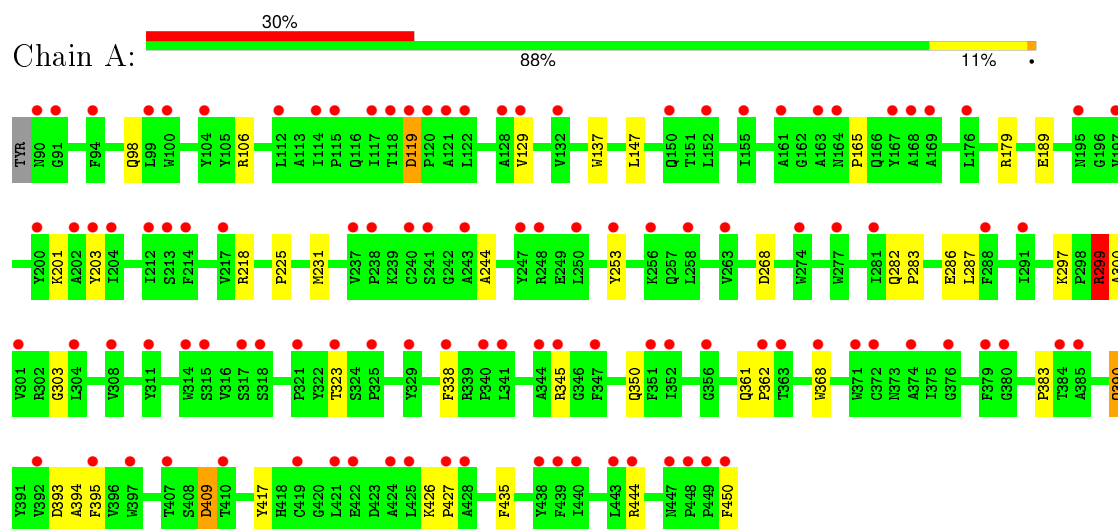 30%
Chain A:
88% 11% •
TYR N90 G91 F94 Q98 L99 W100 Y104 Y105 R106 L112 A113 I114 P115 Q116 I117 T118 D119 P120 A121 L122 A128 V129 V132 W137 L147 Q150 T151 L152 I155 A161 G162 A163 N164 P165 Q166 Y167 A168 A169 L176 R179 E189 N195 G196 V197
Y200 K201 A202 Y203 I204 I212 S213 F214 V217 R218 P225 M231 V237 P238 K239 C240 S241 G242 A243 A244 Y247 R248 E249 L250 Y253 K256 Q257 L258 V263 D268 W274 W277 I281 Q282 P283 E286 L287 F288 I291 K297 P298 R299 A300
V301 R302 G303 L304 V308 Y311 W314 S315 V316 S317 S318 P321 Y322 T323 S324 P325 Y329 F338 R339 P340 L341 A344 R345 G346 F347 Q350 F351 I352 G356 Q361 P362 T363 W368 W371 C372 N373 A374 I375 G376 F379 G380 P383 T384 A385 Q390
Y391 V392 D393 A394 F395 V396 W397 T407 S408 D409 T410 Y417 H418 C419 G420 L421 E422 D423 A424 L425 K426 P427 A428 F435 Y438 F439 I440 L443 R444 N447 P448 P449 F450